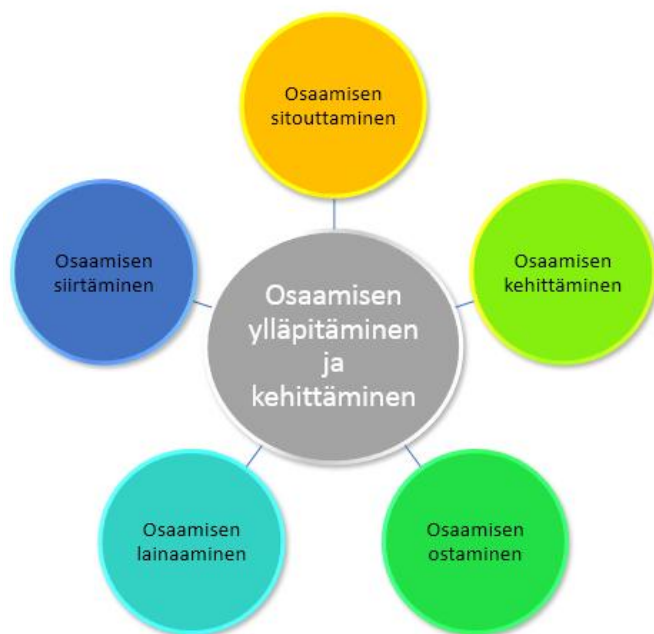 Osaamisen
sitouttaminen
Osaamisen
siirtäminen
Osaamisen
kehittäminen
Osaamisen
ylläpitäminen
ja
kehittäminen
Osaamisen
lainaaminen
Osaamisen
ostaminen